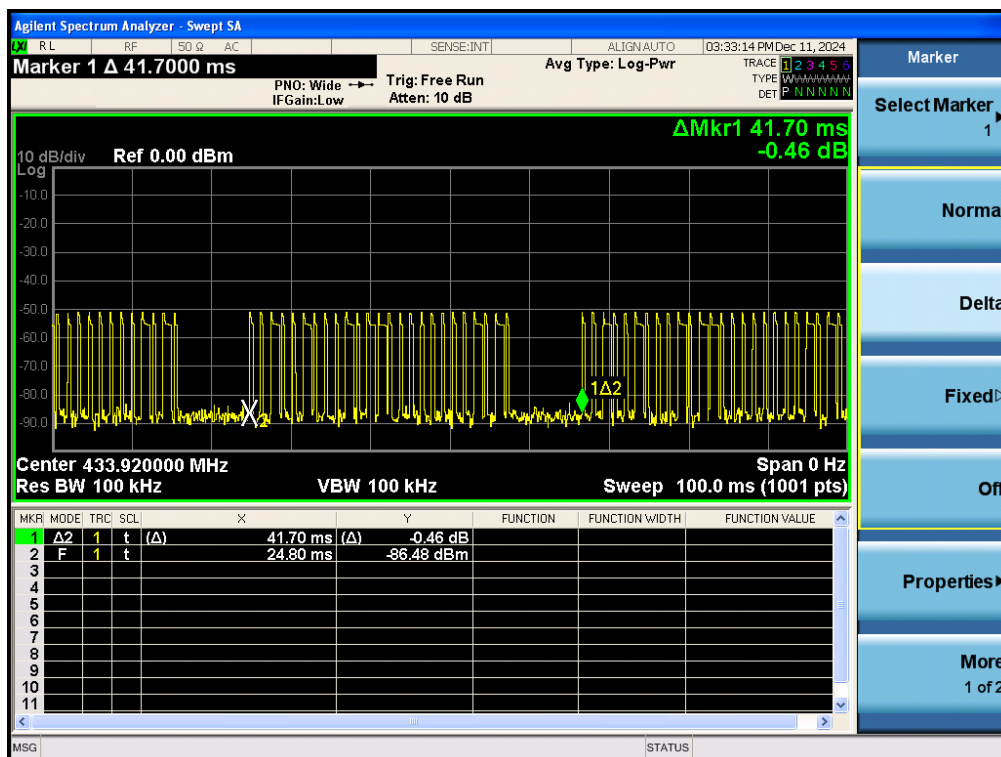 Agilent Spectrum Analyzer - Swept SA
LXI RL RF 50 Ω AC SENSE:INT ALIGN AUTO 03:33:14 PM Dec 11, 2024
Marker 1 Δ 41.7000 ms
PNO: Wide
IFGain:Low
Trig: Free Run
Atten: 10 dB
Avg Type: Log-Pwr
TRACE 1 2 3 4 5 6
TYPE W
DET P N N N N N
ΔMkr1 41.70 ms
-0.46 dB
10 dB/div Ref 0.00 dBm
Log
-10.0
-20.0
-30.0
-40.0
-50.0
-60.0
-70.0
-80.0
-90.0
2
1Δ2
Center 433.920000 MHz Span 0 Hz
Res BW 100 kHz VBW 100 kHz Sweep 100.0 ms (1001 pts)
MKR MODE TRC SCL X Y FUNCTION FUNCTION WIDTH FUNCTION VALUE
1 Δ2 1 t (Δ) 41.70 ms (Δ) -0.46 dB
2 F 1 t 24.80 ms -86.48 dBm
3
4
5
6
7
8
9
10
11
MSG STATUS
Marker
Select Marker
1
Norma
Delta
Fixed
Of
Properties
More
1 of 2